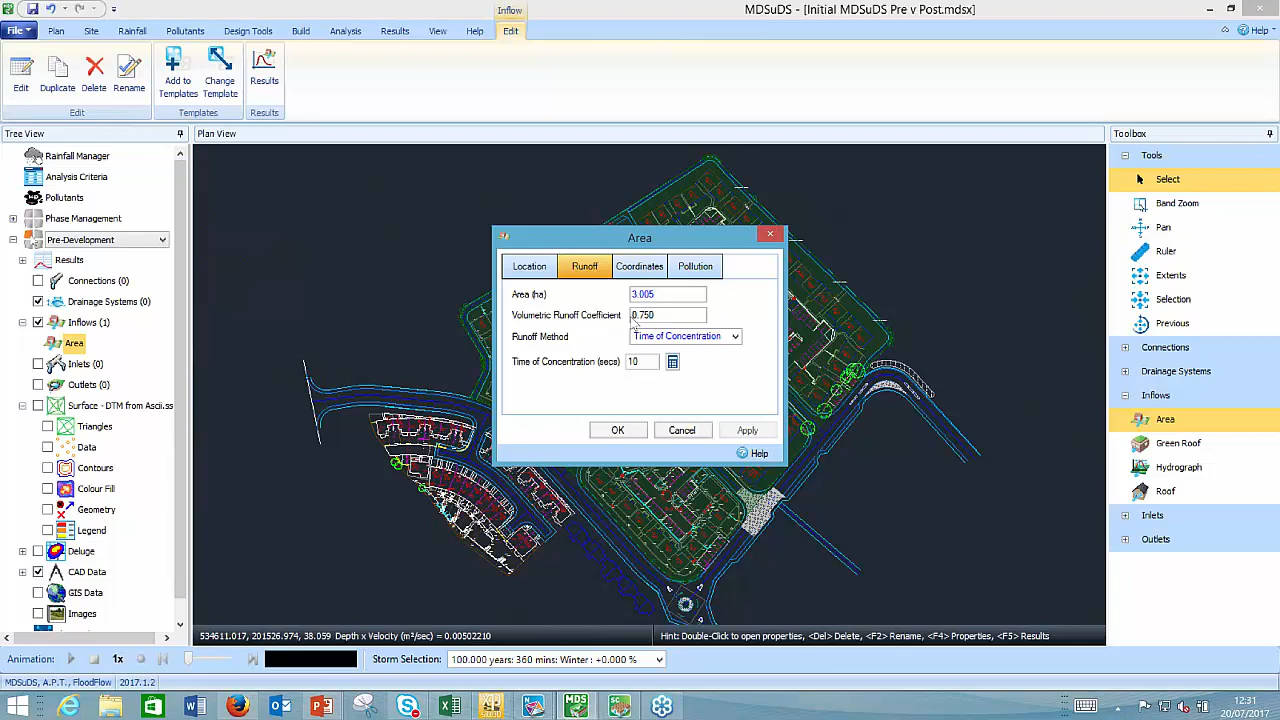 Inflow
MDSuDS - [Initial MDSuDS Pre v Post.mdsx]
File Plan Site Rainfall Pollutants Design Tools Build Analysis Results View Help Edit Help
Edit Duplicate Delete Rename Add to Templates Change Template Results
Edit Templates Results
Tree View
Rainfall Manager
Analysis Criteria
Pollutants
Phase Management
Pre-Development
Results
Connections (0)
Drainage Systems (0)
Inflows (1)
Area
Inlets (0)
Outlets (0)
Surface - DTM from Ascii.ss
Triangles
Data
Contours
Colour Fill
Geometry
Legend
Deluge
CAD Data
GIS Data
Images
Plan View
Area
Location Runoff Coordinates Pollution
Area (ha) 3.005
Volumetric Runoff Coefficient 0.750
Runoff Method Time of Concentration
Time of Concentration (secs) 10
OK Cancel Apply
Help
534611.017, 201526.974, 38.059 Depth x Velocity (m²/sec) = 0.00502210
Hint: Double-Click to open properties, <Del> Delete, <F2> Rename, <F4> Properties, <F5> Results
Toolbox
Tools
Select
Band Zoom
Pan
Ruler
Extents
Selection
Previous
Connections
Drainage Systems
Inflows
Area
Green Roof
Hydrograph
Roof
Inlets
Outlets
Animation: 1x Storm Selection: 100.000 years: 360 mins: Winter : +0.000 %
MDSuDS, A.P.T., FloodFlow 2017.1.2
12:31
20/07/2017